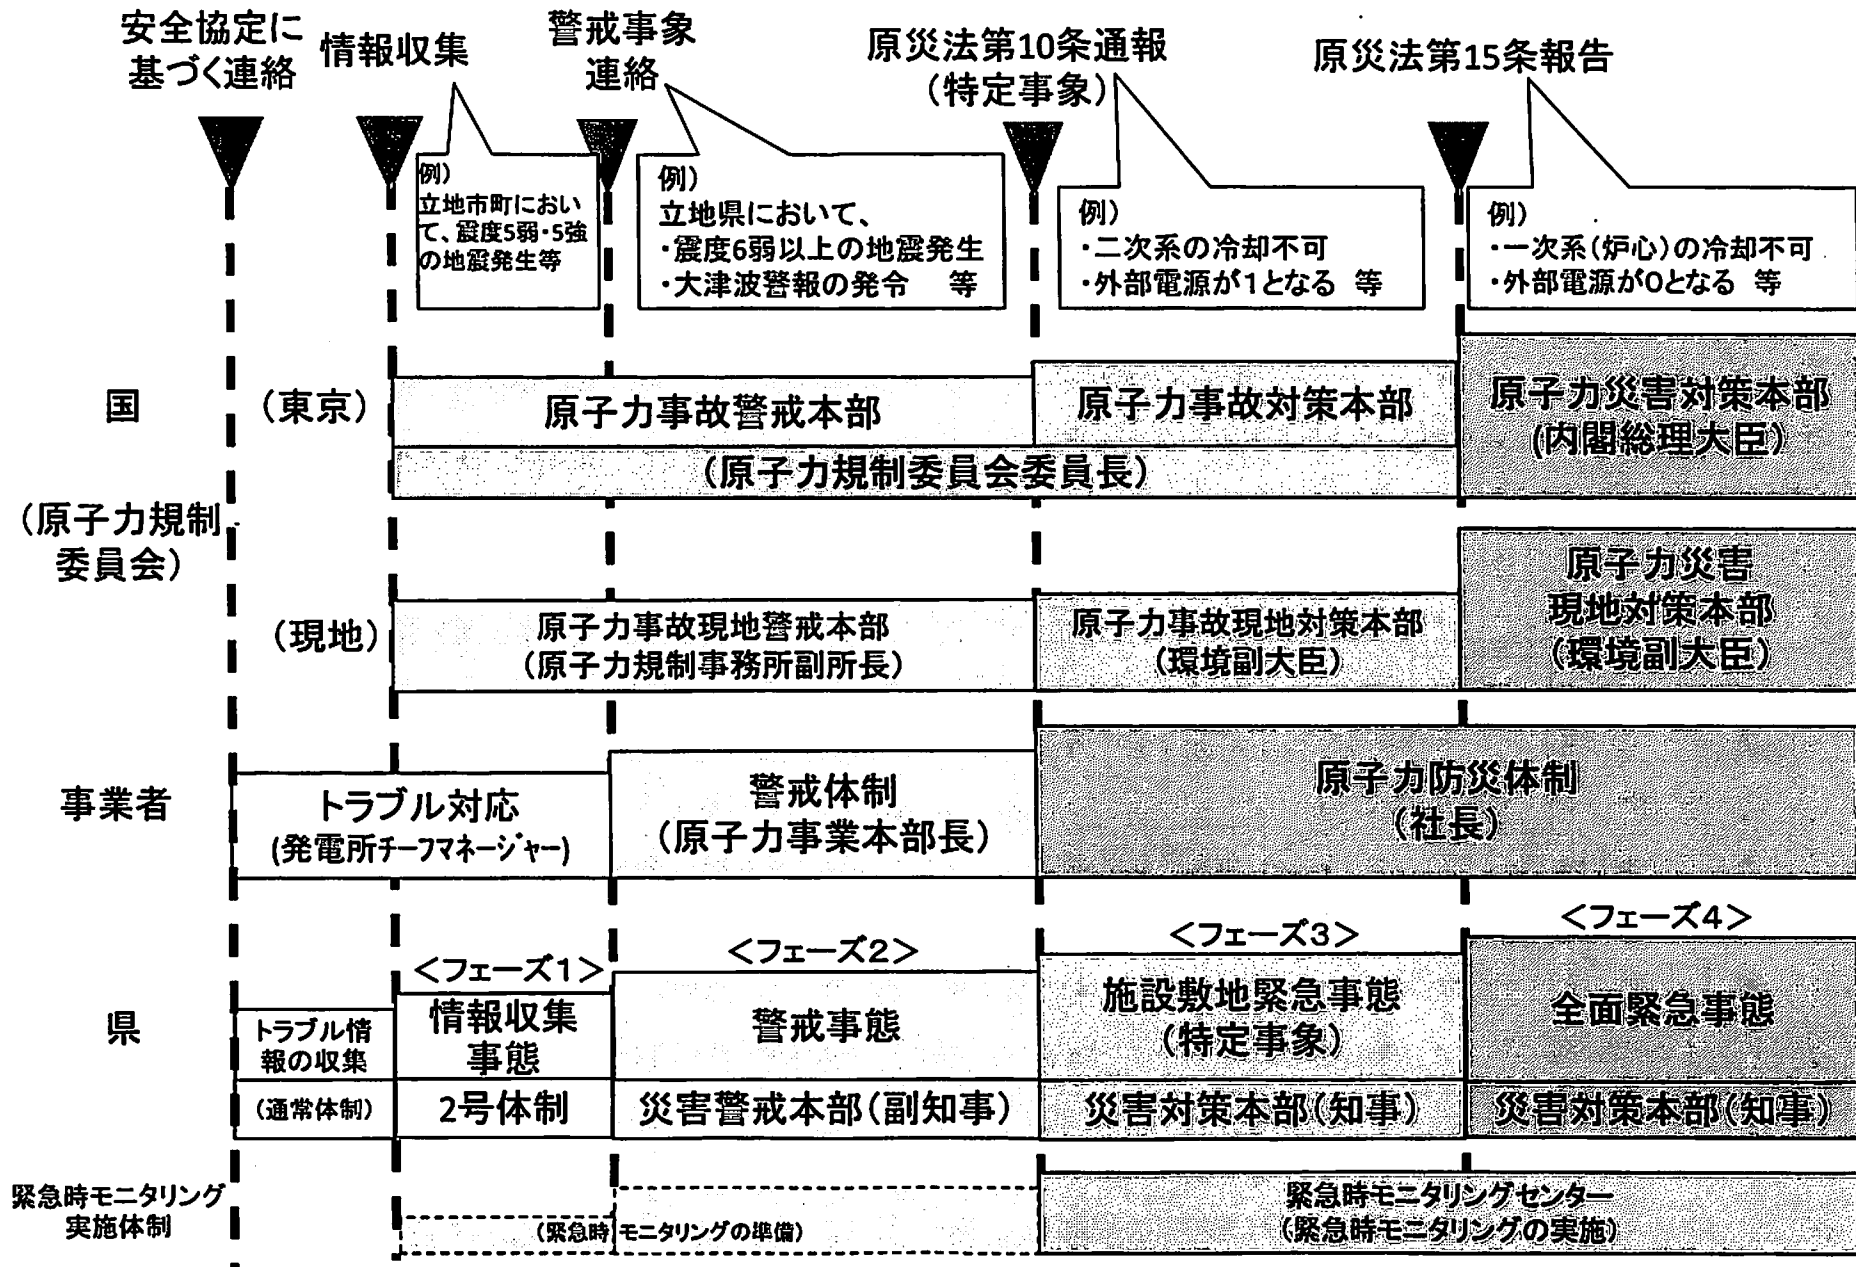 安全協定に
基づく連絡
情報収集
警戒事象
連絡
原災法第10条通報
(特定事象)
原災法第15条報告
例)
立地市町におい
て、震度5弱・5強
の地震発生等
例)
立地県において、
・震度6弱以上の地震発生
・大津波警報の発令 等
例)
・二次系の冷却不可
・外部電源が1となる 等
例)
・一次系(炉心)の冷却不可
・外部電源が0となる 等
国
(東京)
原子力事故警戒本部
原子力事故対策本部
(原子力規制委員会委員長)
原子力災害対策本部
(内閣総理大臣)
(原子力規制
委員会)
(現地)
原子力事故現地警戒本部
(原子力規制事務所副所長)
原子力事故現地対策本部
(環境副大臣)
原子力災害
現地対策本部
(環境副大臣)
事業者
トラブル対応
(発電所チーフマネージャー)
警戒体制
(原子力事業本部長)
原子力防災体制
(社長)
県
トラブル情
報の収集
(通常体制)
<フェーズ1>
情報収集
事態
2号体制
<フェーズ2>
警戒事態
災害警戒本部(副知事)
<フェーズ3>
施設敷地緊急事態
(特定事象)
災害対策本部(知事)
<フェーズ4>
全面緊急事態
災害対策本部(知事)
緊急時モニタリング
実施体制
(緊急時モニタリングの準備)
緊急時モニタリングセンター
(緊急時モニタリングの実施)